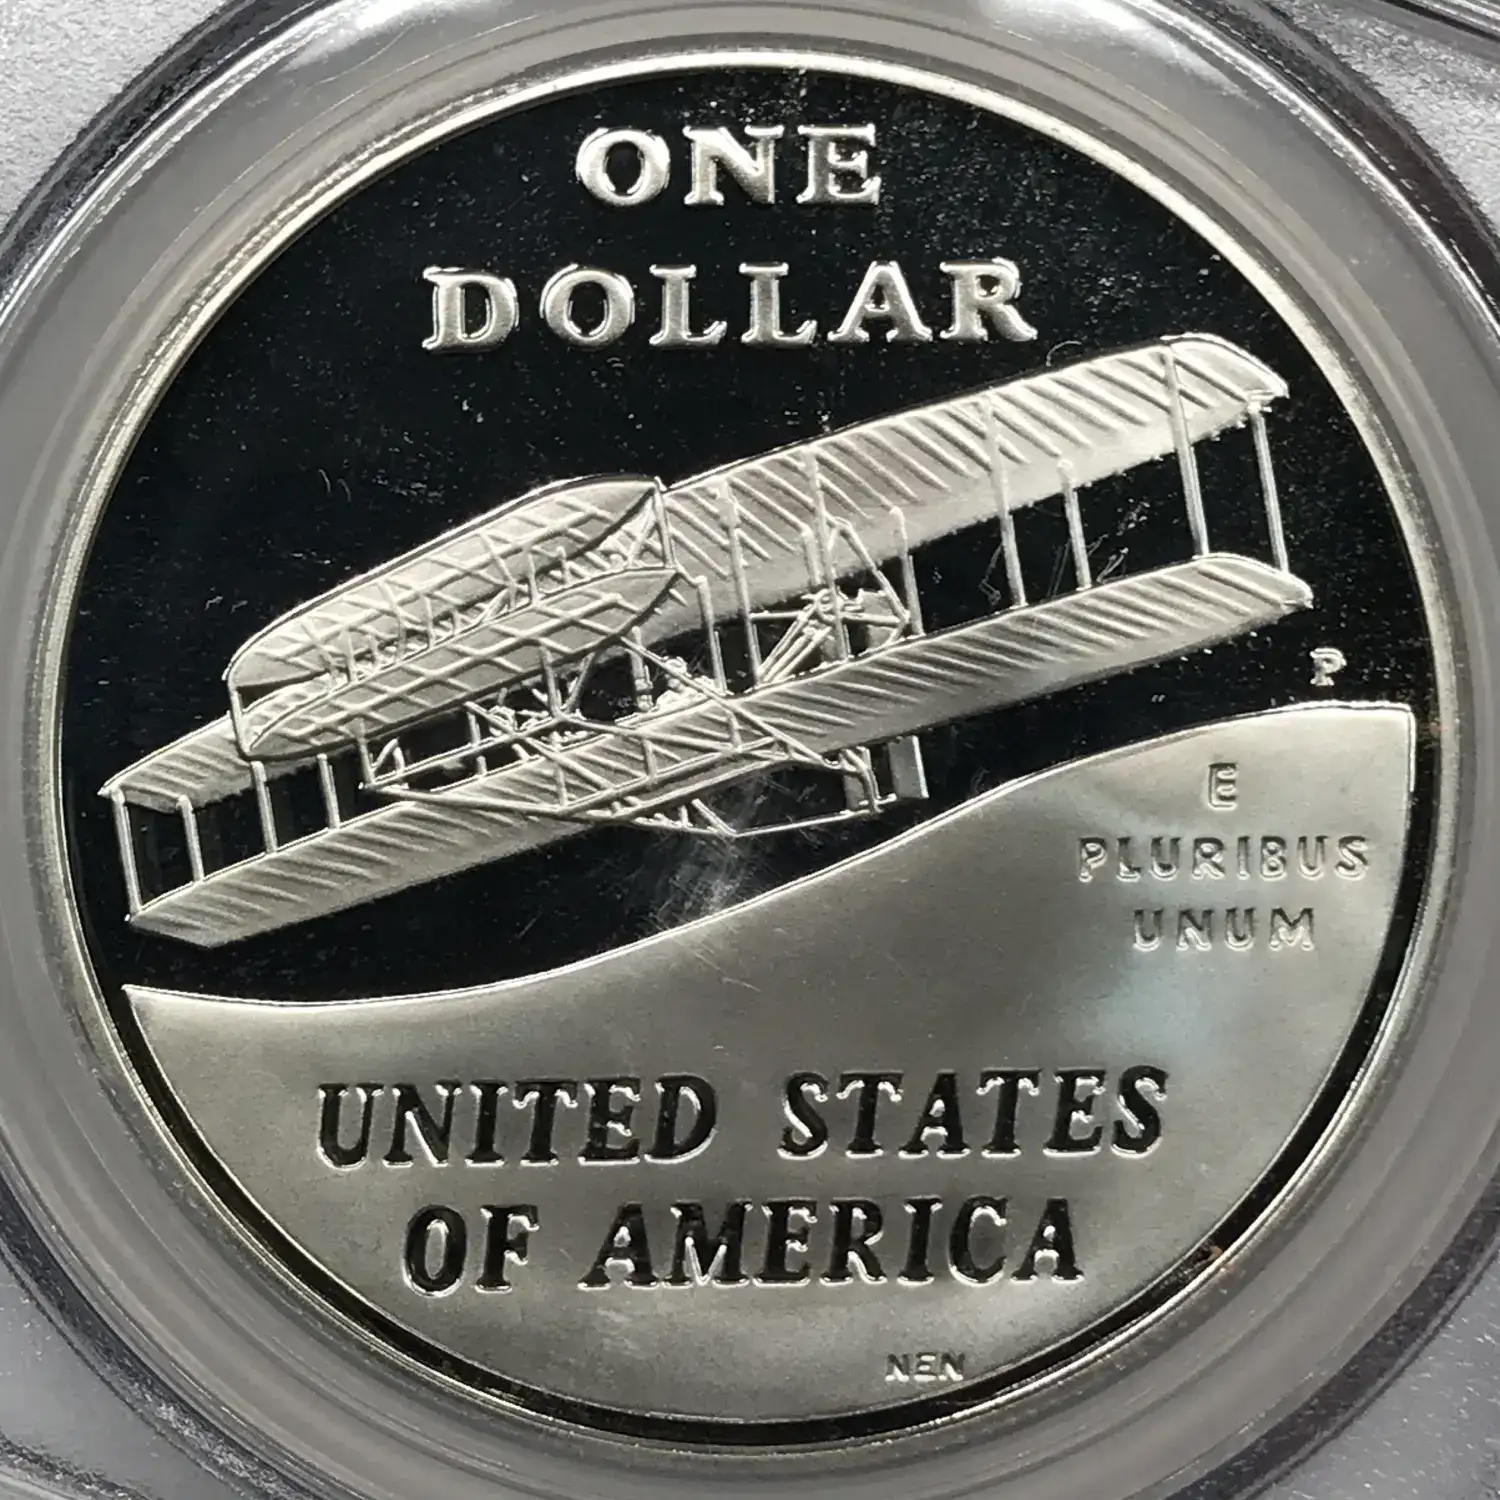 ONE
DOLLAR
P
E
PLURIBUS
UNUM
UNITED STATES
OF AMERICA
NEN